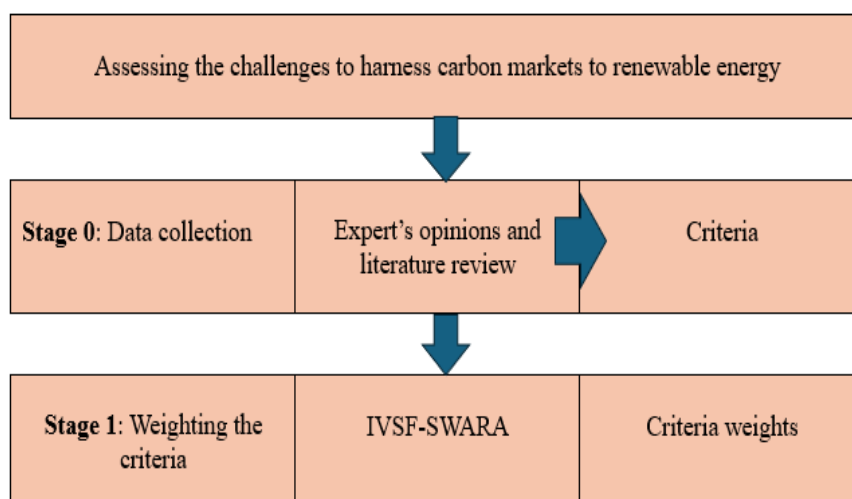 Assessing the challenges to harness carbon markets to renewable energy
Stage 0: Data collection
Expert’s opinions and
literature review
Criteria
Stage 1: Weighting the
criteria
IVSF-SWARA
Criteria weights